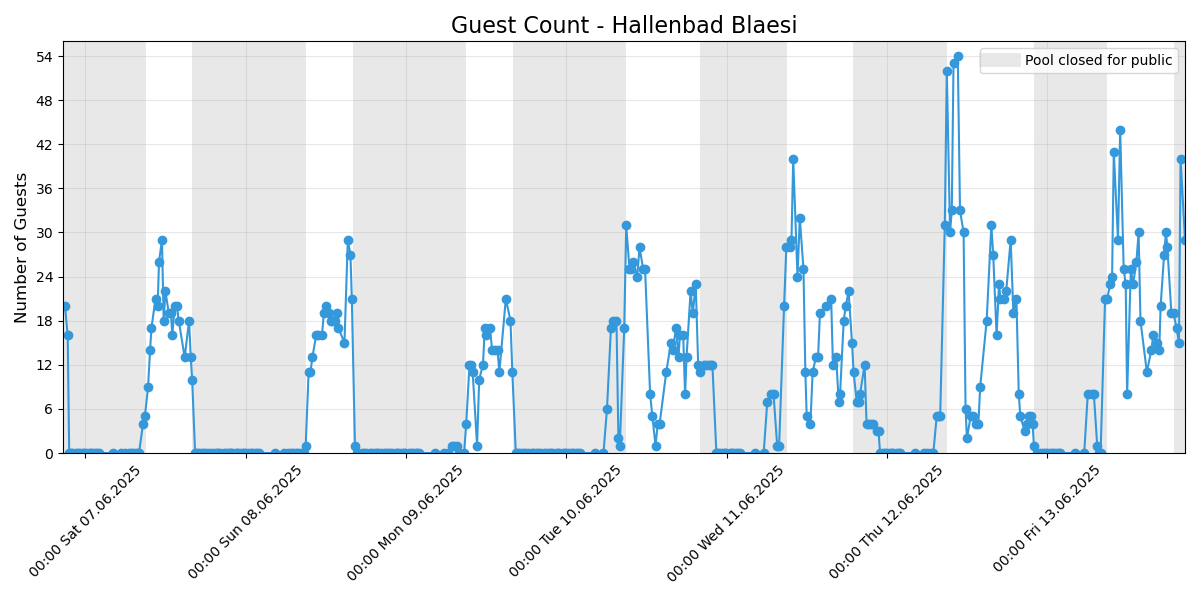 Guest Count - Hallenbad Blaesi
Pool closed for public
Number of Guests
54
48
42
36
30
24
18
12
6
0
00:00 Sat 07.06.2025
00:00 Sun 08.06.2025
00:00 Mon 09.06.2025
00:00 Tue 10.06.2025
00:00 Wed 11.06.2025
00:00 Thu 12.06.2025
00:00 Fri 13.06.2025